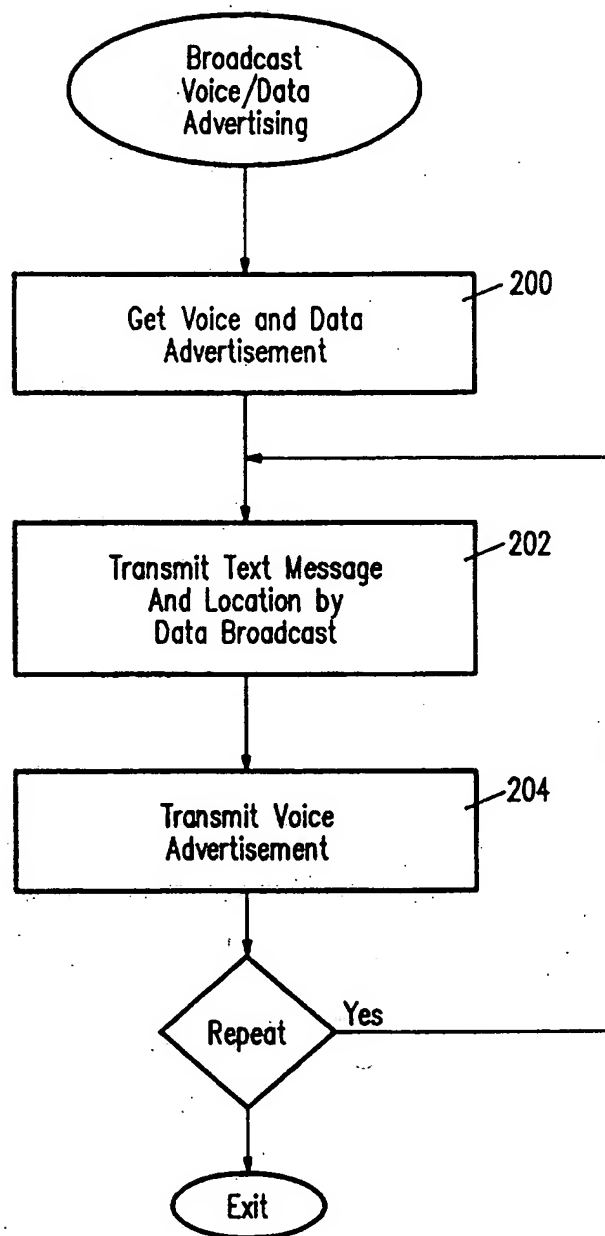 Broadcast
Voice/Data
Advertising
200
Get Voice and Data
Advertisement
202
Transmit Text Message
And Location by
Data Broadcast
204
Transmit Voice
Advertisement
Repeat
Yes
Exit